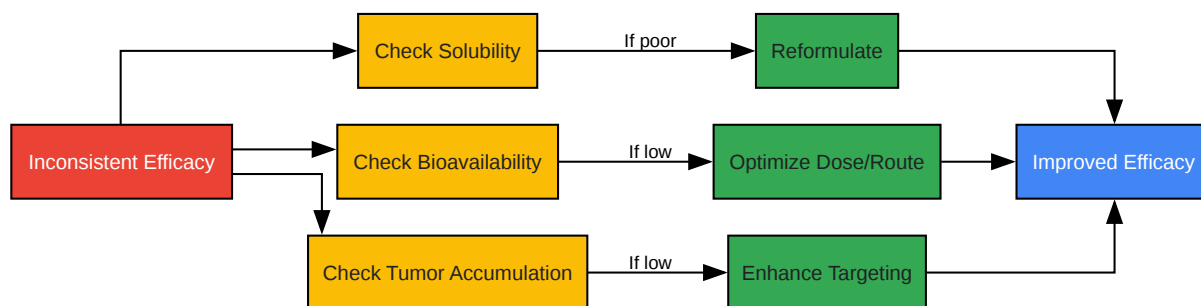 Check Solubility
If poor
Reformulate
Inconsistent Efficacy
Check Bioavailability
If low
Optimize Dose/Route
Improved Efficacy
Check Tumor Accumulation
If low
Enhance Targeting